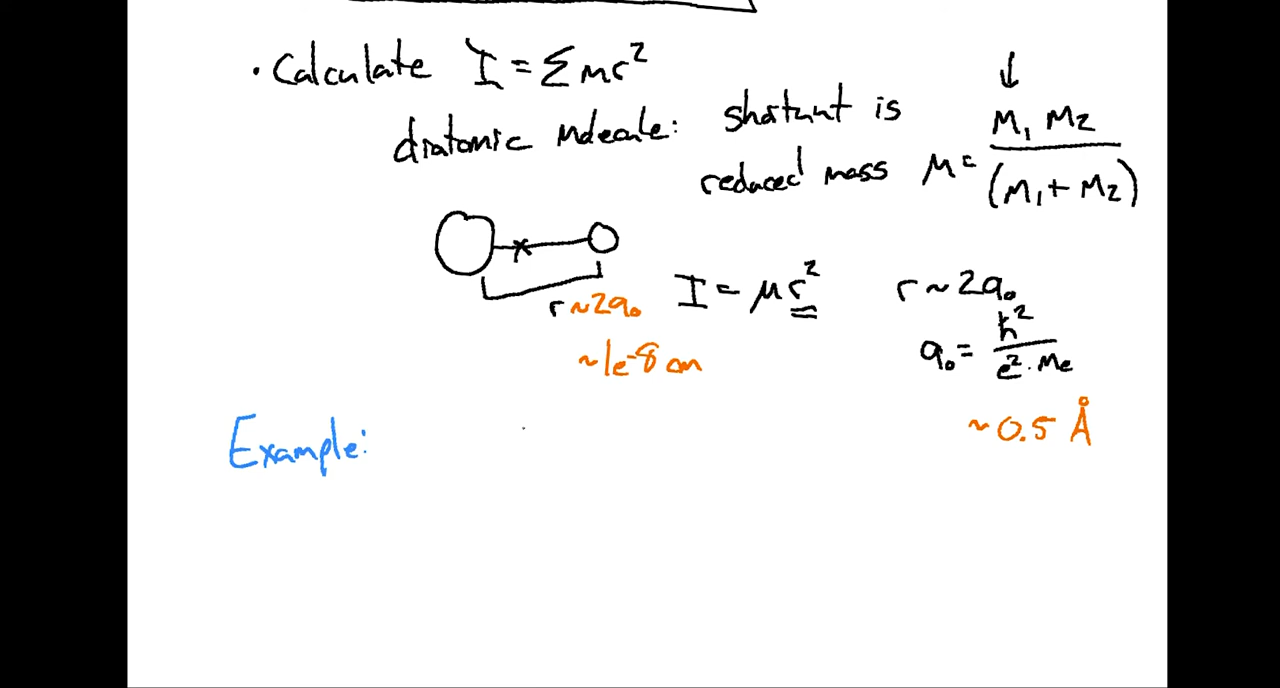 · Calculate I = Σmr²
diatomic molecule: shortcut is
reduced mass μ = M₁ M₂ / (M₁ + M₂)
↓
r ~2a₀
~1e-8 cm
I = μr²
r ~ 2a₀
a₀ = ħ² / e² · me
~ 0.5 Å
Example: